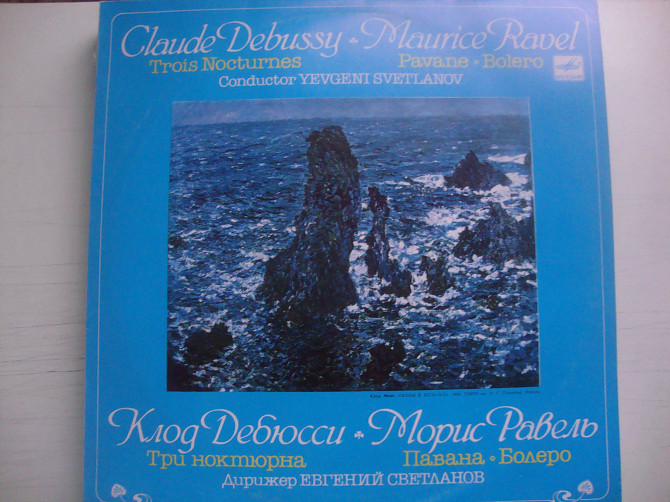 Claude Debussy ♣ Maurice Ravel
Trois Nocturnes Pavane • Bolero
Conductor YEVGENI SVETLANOV
Клод Дебюсси ♣ Морис Равель
Три ноктюрна Павана • Болеро
Дирижер ЕВГЕНИЙ СВЕТЛАНОВ